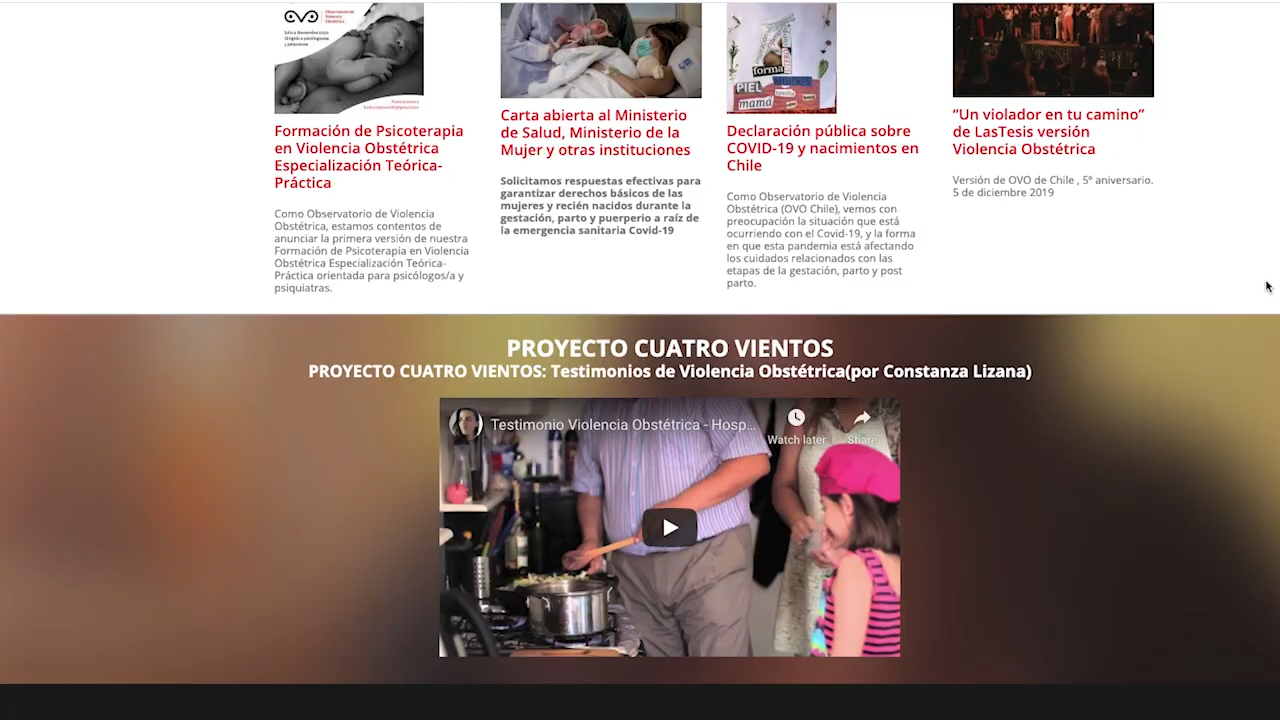 Observatorio de
Violencia
Obstétrica
Formación de Psicoterapia
en Violencia Obstétrica
Especialización Teórica-
Práctica
Como Observatorio de Violencia
Obstétrica, estamos contentos de
anunciar la primera versión de nuestra
Formación de Psicoterapia en Violencia
Obstétrica Especialización Teórica-
Práctica orientada para psicólogos/a y
psiquiatras.
Carta abierta al Ministerio
de Salud, Ministerio de la
Mujer y otras instituciones
Solicitamos respuestas efectivas para
garantizar derechos básicos de las
mujeres y recién nacidos durante la
gestación, parto y puerperio a raíz de
la emergencia sanitaria Covid-19
forma
PIEL
mamá
familia
Declaración pública sobre
COVID-19 y nacimientos en
Chile
Como Observatorio de Violencia
Obstétrica (OVO Chile), vemos con
preocupación la situación que está
ocurriendo con el Covid-19, y la forma
en que esta pandemia está afectando
los cuidados relacionados con las
etapas de la gestación, parto y post
parto.
“Un violador en tu camino”
de LasTesis versión
Violencia Obstétrica
Versión de OVO de Chile , 5º aniversario.
5 de diciembre 2019
PROYECTO CUATRO VIENTOS
PROYECTO CUATRO VIENTOS: Testimonios de Violencia Obstétrica(por Constanza Lizana)
Testimonio Violencia Obstétrica - Hosp...
Watch later
Share